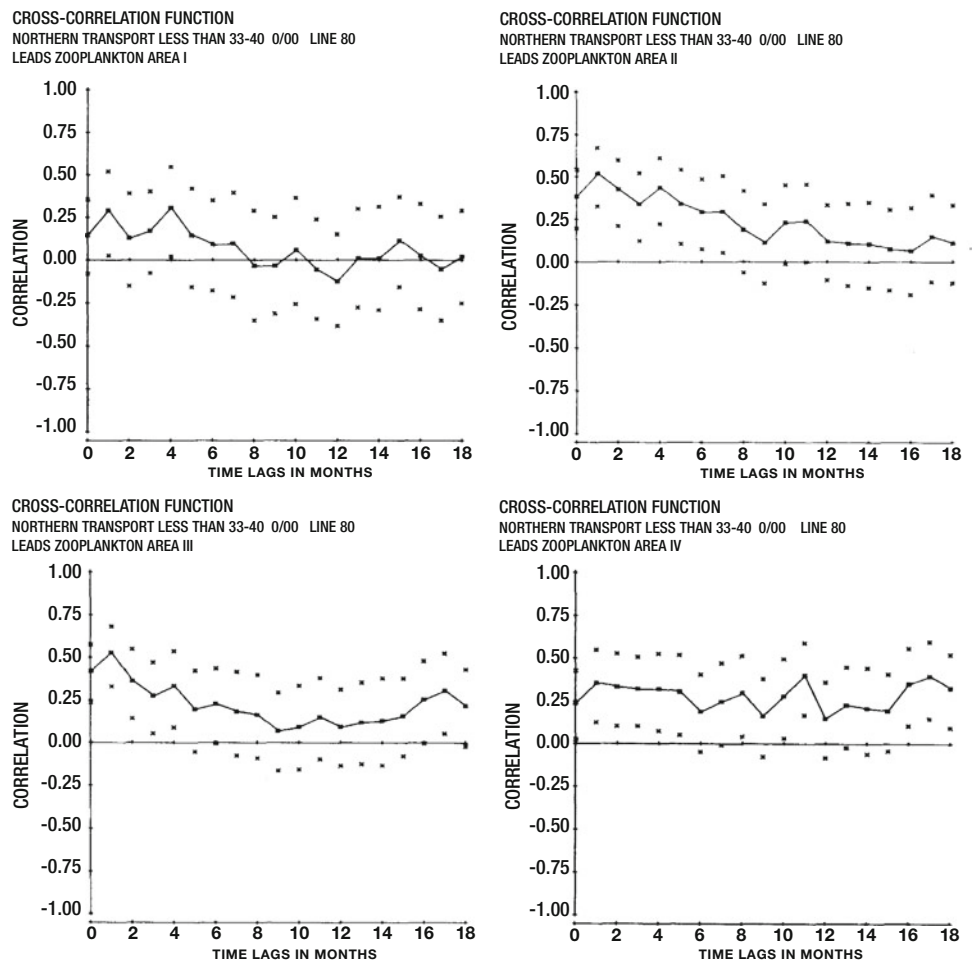 CROSS-CORRELATION FUNCTION
NORTHERN TRANSPORT LESS THAN 33-40 0/00 LINE 80
LEADS ZOOPLANKTON AREA I
1.00
0.75
0.50
0.25
0.00
-0.25
-0.50
-0.75
-1.00
CORRELATION
0 2 4 6 8 10 12 14 16 18
TIME LAGS IN MONTHS
CROSS-CORRELATION FUNCTION
NORTHERN TRANSPORT LESS THAN 33-40 0/00 LINE 80
LEADS ZOOPLANKTON AREA II
1.00
0.75
0.50
0.25
0.00
-0.25
-0.50
-0.75
-1.00
CORRELATION
0 2 4 6 8 10 12 14 16 18
TIME LAGS IN MONTHS
CROSS-CORRELATION FUNCTION
NORTHERN TRANSPORT LESS THAN 33-40 0/00 LINE 80
LEADS ZOOPLANKTON AREA III
1.00
0.75
0.50
0.25
0.00
-0.25
-0.50
-0.75
-1.00
CORRELATION
0 2 4 6 8 10 12 14 16 18
TIME LAGS IN MONTHS
CROSS-CORRELATION FUNCTION
NORTHERN TRANSPORT LESS THAN 33-40 0/00 LINE 80
LEADS ZOOPLANKTON AREA IV
1.00
0.75
0.50
0.25
0.00
-0.25
-0.50
-0.75
-1.00
CORRELATION
0 2 4 6 8 10 12 14 16 18
TIME LAGS IN MONTHS